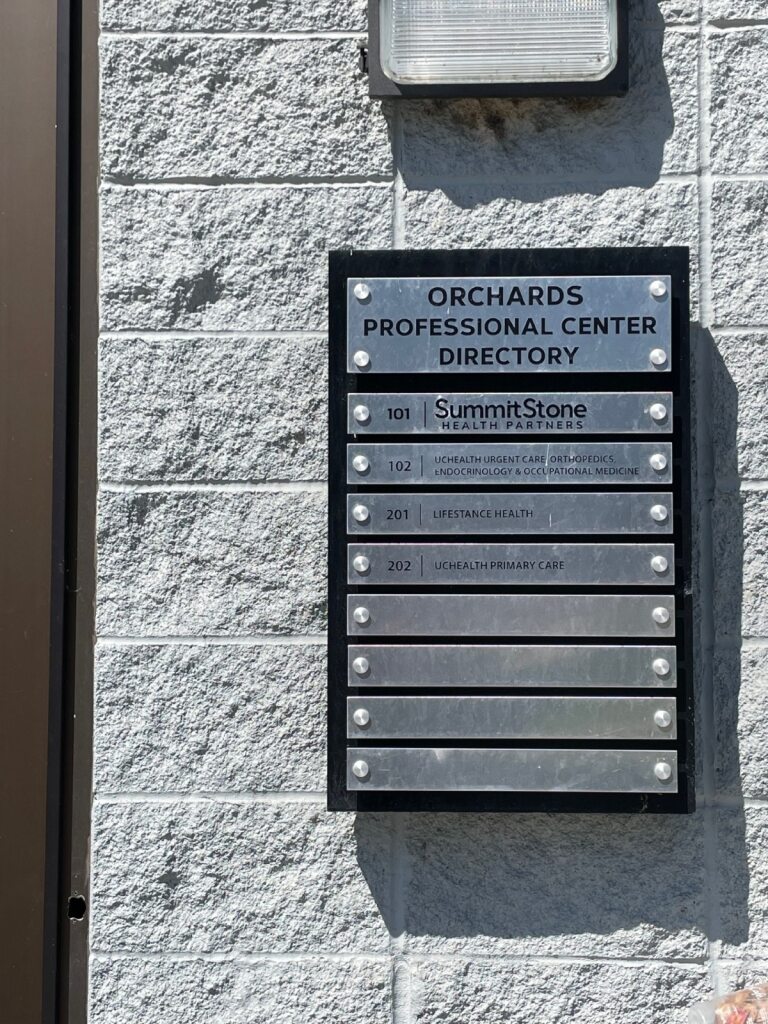 ORCHARDS
PROFESSIONAL CENTER
DIRECTORY
101 | SummitStone
HEALTH PARTNERS
102 | UCHEALTH URGENT CARE, ORTHOPEDICS,
ENDOCRINOLOGY & OCCUPATIONAL MEDICINE
201 | LIFESTANCE HEALTH
202 | UCHEALTH PRIMARY CARE